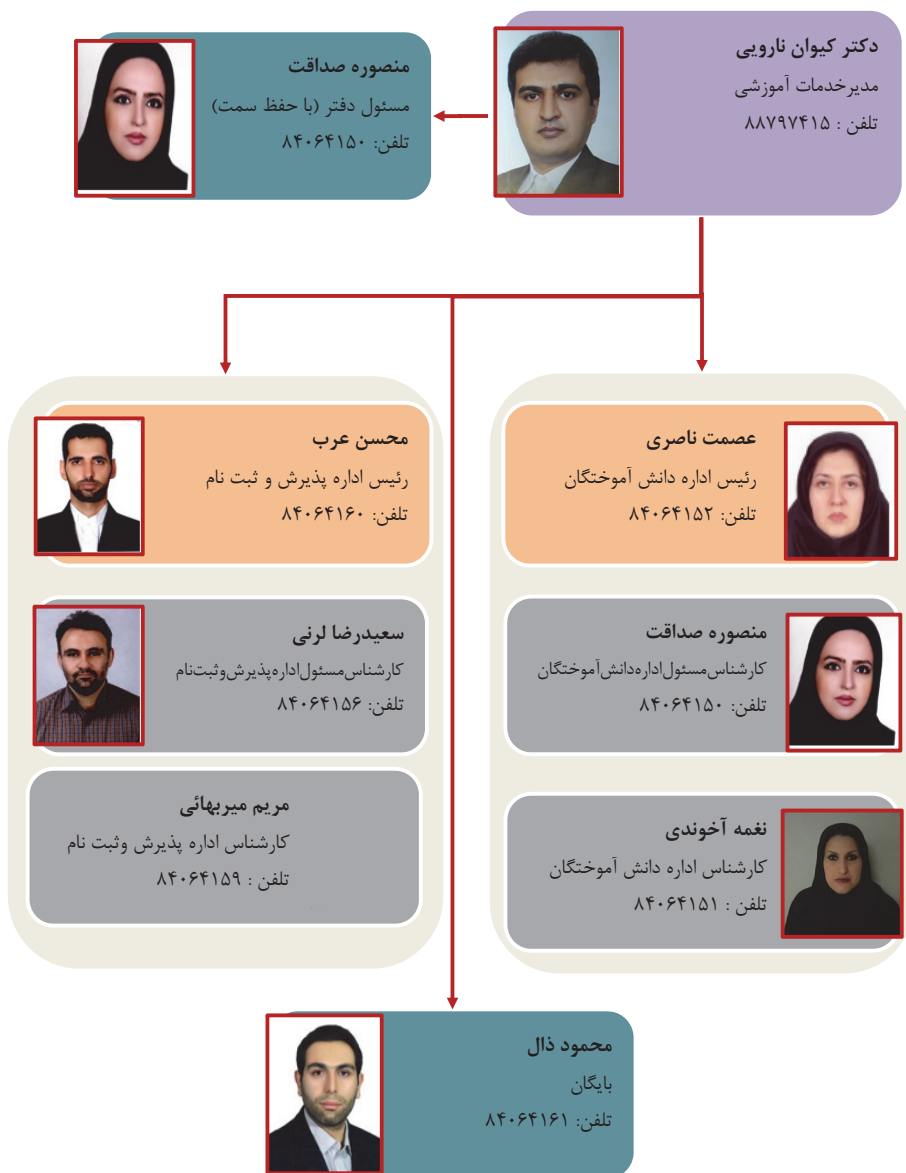 دکتر کیوان نارویی
مدیرخدمات آموزشی
تلفن : ۸۸۷۹۷۴۱۵
منصوره صداقت
مسئول دفتر (با حفظ سمت)
تلفن: ۸۴۰۶۴۱۵۰
عصمت ناصری
رئیس اداره دانش آموختگان
تلفن: ۸۴۰۶۴۱۵۲
منصوره صداقت
کارشناس مسئول اداره دانش آموختگان
تلفن: ۸۴۰۶۴۱۵۰
نغمه آخوندی
کارشناس اداره دانش آموختگان
تلفن : ۸۴۰۶۴۱۵۱
محسن عرب
رئیس اداره پذیرش و ثبت نام
تلفن: ۸۴۰۶۴۱۶۰
سعیدرضا لرنی
کارشناس مسئول اداره پذیرش و ثبت نام
تلفن: ۸۴۰۶۴۱۵۶
مریم میربهائی
کارشناس اداره پذیرش وثبت نام
تلفن : ۸۴۰۶۴۱۵۹
محمود ذال
بایگان
تلفن: ۸۴۰۶۴۱۶۱